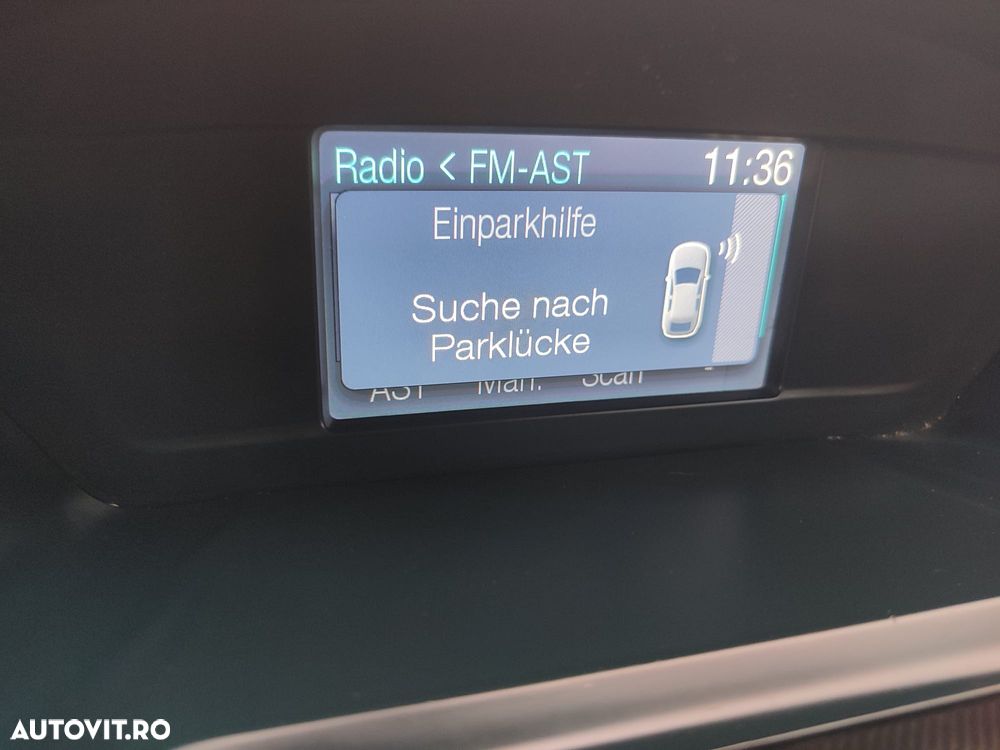 Radio < FM-AST 11:36
Einparkhilfe
Suche nach
Parklücke
AST Man. Scan
AUTOVIT.RO